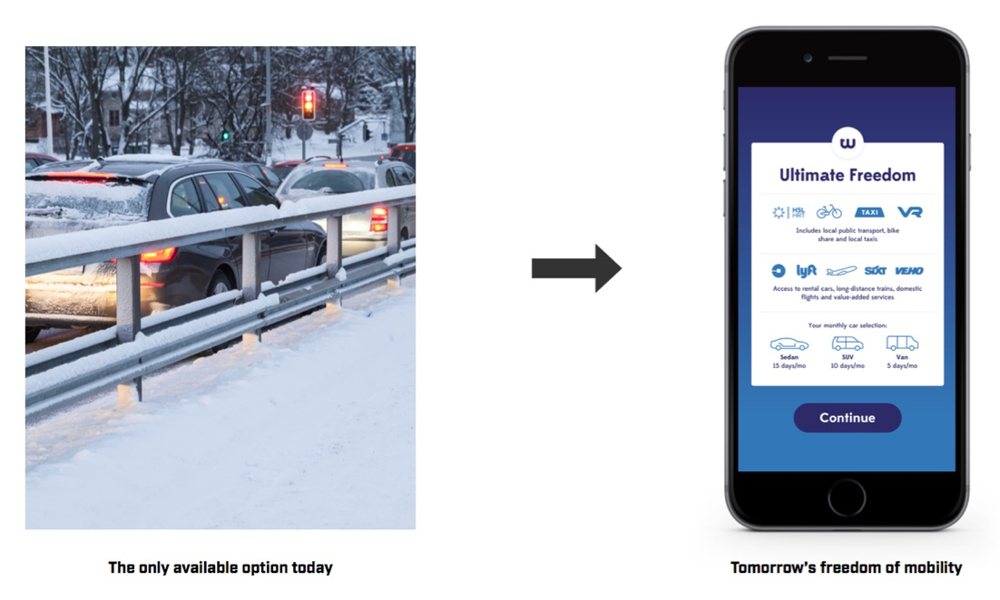 w
Ultimate Freedom
HSL
HRT
TAXI
VR
Includes local public transport, bike
share and local taxis
lyft
SIXT
VEHO
Access to rental cars, long-distance trains, domestic
flights and value-added services
Your monthly car selection:
Sedan
SUV
Van
15 days/mo
10 days/mo
5 days/mo
Continue
The only available option today
Tomorrow's freedom of mobility